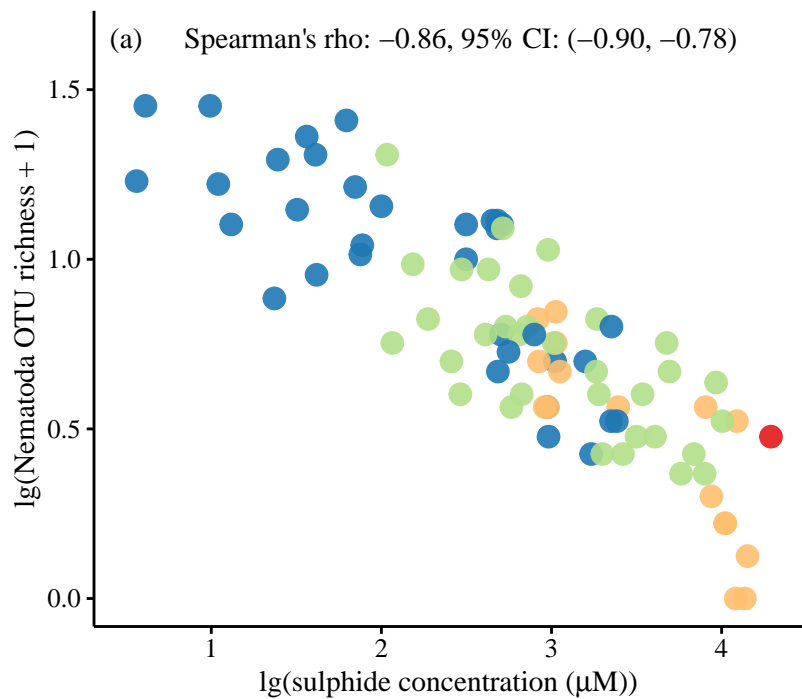 (a) Spearman's rho: −0.86, 95% CI: (−0.90, −0.78)
1.5
1.0
0.5
0.0
lg(Nematoda OTU richness + 1)
1 2 3 4
lg(sulphide concentration (μM))